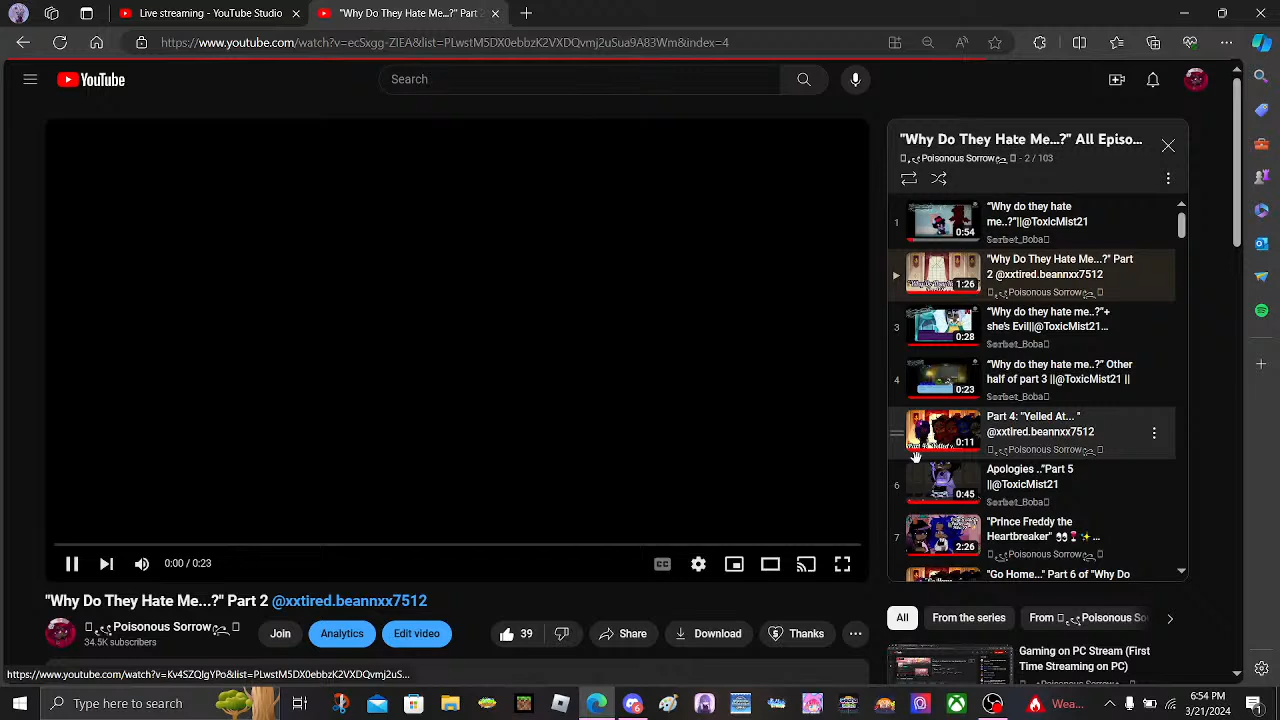 Live streaming - YouTube Studio
"Why Do They Hate Me...?" Part 2
https://www.youtube.com/watch?v=ec5xgg-ZIEA&list=PLwstM5DX0ebbzK2VXDQvmj2uSua9A83Wm&index=4
YouTube
Search
"Why Do They Hate Me...?" All Episo...
Poisonous Sorrow - 2 / 103
1
0:54
"Why do they hate
me..?"||@ToxicMist21
Sorbet_Boba
1:26
"Why Do They Hate Me...?" Part
2 @xxtired.beannxx7512
Poisonous Sorrow
3
0:28
"Why do they hate me..?"+
she's Evil||@ToxicMist21...
Sorbet_Boba
4
0:23
"Why do they hate me..?" Other
half of part 3 ||@ToxicMist21 ||
Sorbet_Boba
0:11
Part 4: "Yelled At..."
@xxtired.beannxx7512
Poisonous Sorrow
6
0:45
Apologies .."Part 5
||@ToxicMist21
Sorbet_Boba
7
2:26
"Prince Freddy the
Heartbreaker" 👀🍷✨...
Poisonous Sorrow
"Go Home..." Part 6 of "Why Do
0:00 / 0:23
CC
"Why Do They Hate Me...?" Part 2 @xxtired.beannxx7512
Poisonous Sorrow
34.5K subscribers
Join
Analytics
Edit video
39
Share
Download
Thanks
All
From the series
From Poisonous So
Gaming on PC Stream (First
Time Streaming on PC)
https://www.youtube.com/watch?v=Kv4SZQIgYPo&list=PLwstM5DX0ebbzK2VXDQvmj2uS...
Type here to search
Wea...
6:54 PM
3/21/2024